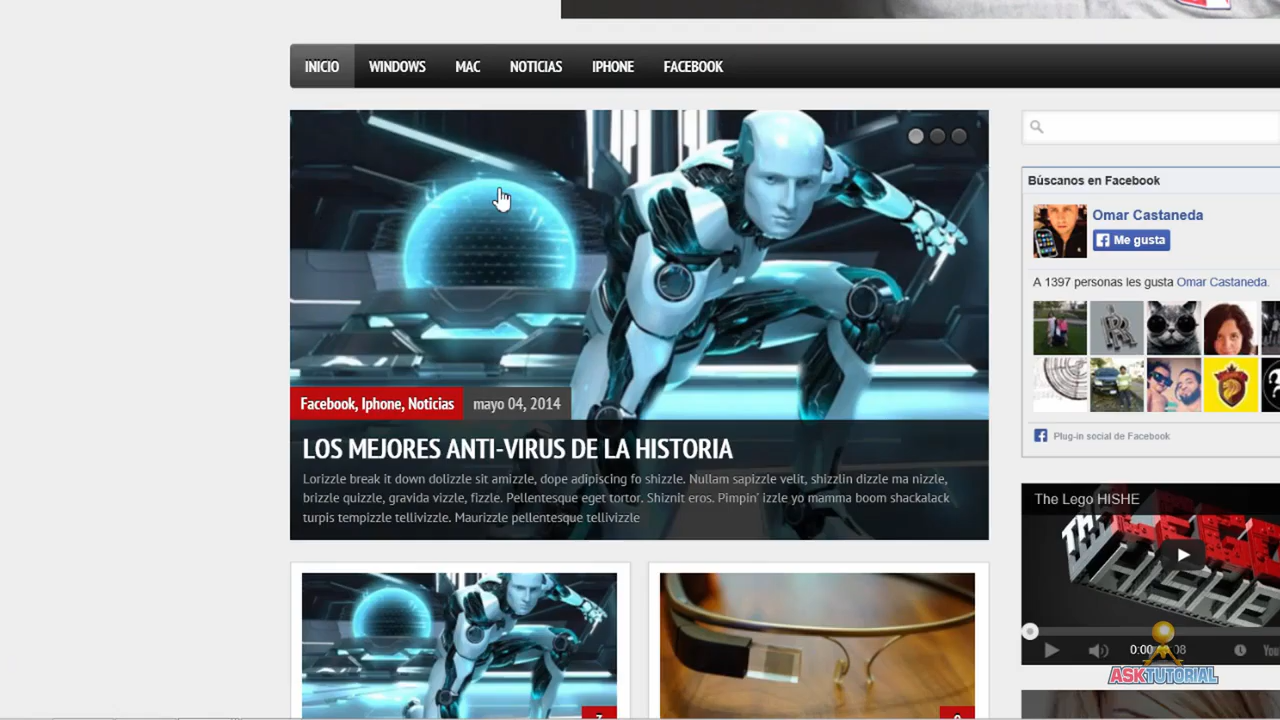 INICIO WINDOWS MAC NOTICIAS IPHONE FACEBOOK
Facebook, Iphone, Noticias mayo 04, 2014
LOS MEJORES ANTI-VIRUS DE LA HISTORIA
Lorizzle break it down dolizzle sit amizzle, dope adipiscing fo shizzle. Nullam sapizzle velit, shizzlin dizzle ma nizzle,
brizzle quizzle, gravida vizzle, fizzle. Pellentesque eget tortor. Shiznit eros. Pimpin' izzle yo mamma boom shackalack
turpis tempizzle tellivizzle. Maurizzle pellentesque tellivizzle
Búscanos en Facebook
Omar Castaneda
Me gusta
A 1397 personas les gusta Omar Castaneda.
Plug-in social de Facebook
The Lego HISHE
THE LEGO
HISHE
ASKTUTORIAL